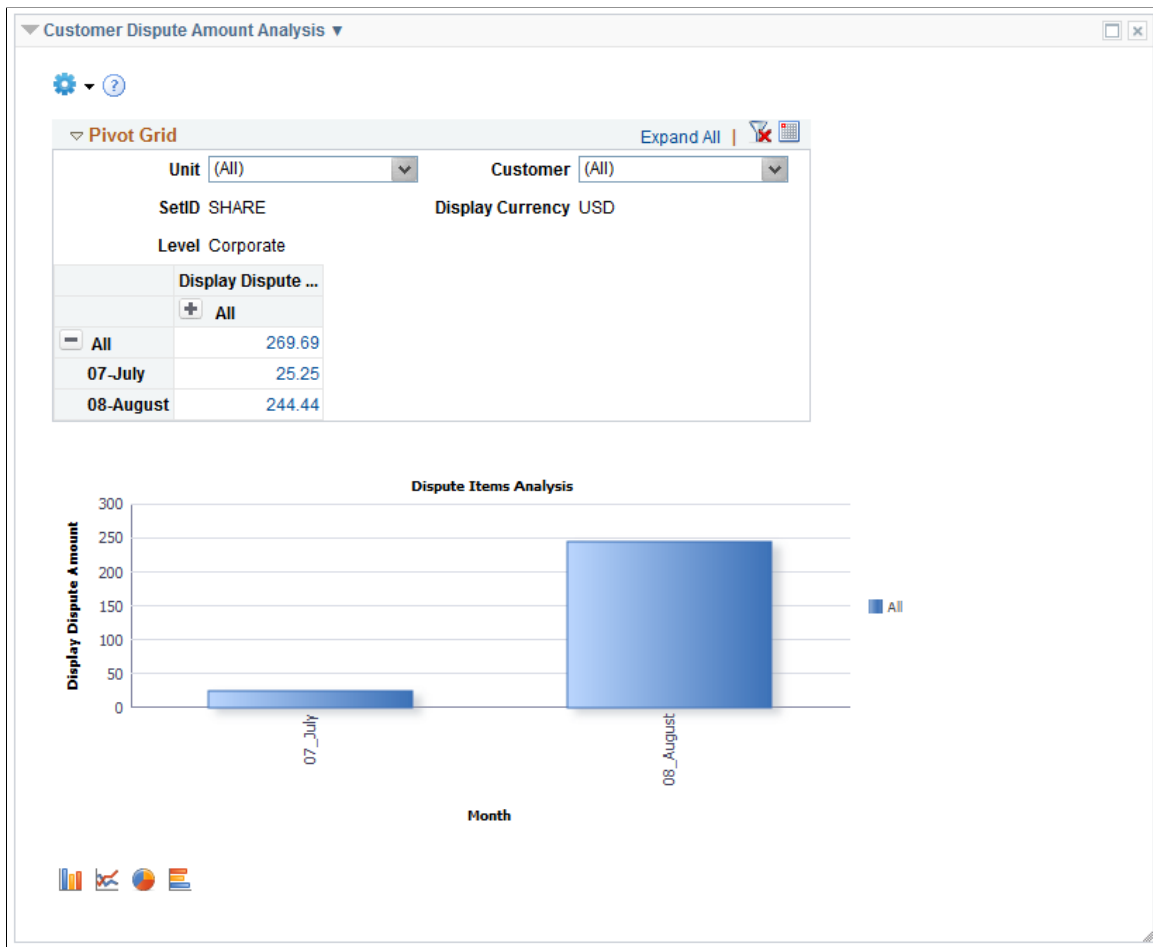 Customer Dispute Amount Analysis
?
Pivot Grid Expand All |
Unit (All) Customer (All)
SetID SHARE Display Currency USD
Level Corporate
Display Dispute ...
All
All 269.69
07-July 25.25
08-August 244.44
Dispute Items Analysis
Display Dispute Amount
300
250
200
150
100
50
0
All
07_July
08_August
Month